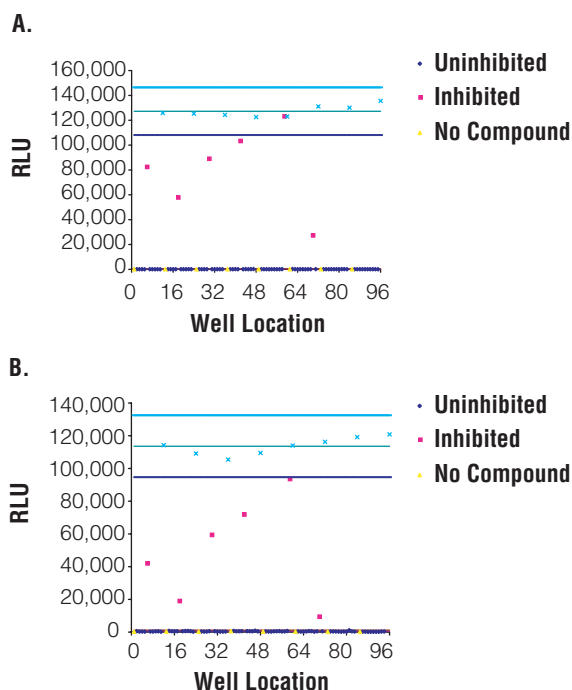 A.
160,000
140,000
120,000
100,000
80,000
60,000
40,000
20,000
0
RLU
0 16 32 48 64 80 96
Well Location
Uninhibited
Inhibited
No Compound
B.
140,000
120,000
100,000
80,000
60,000
40,000
20,000
0
RLU
0 16 32 48 64 80 96
Well Location
Uninhibited
Inhibited
No Compound